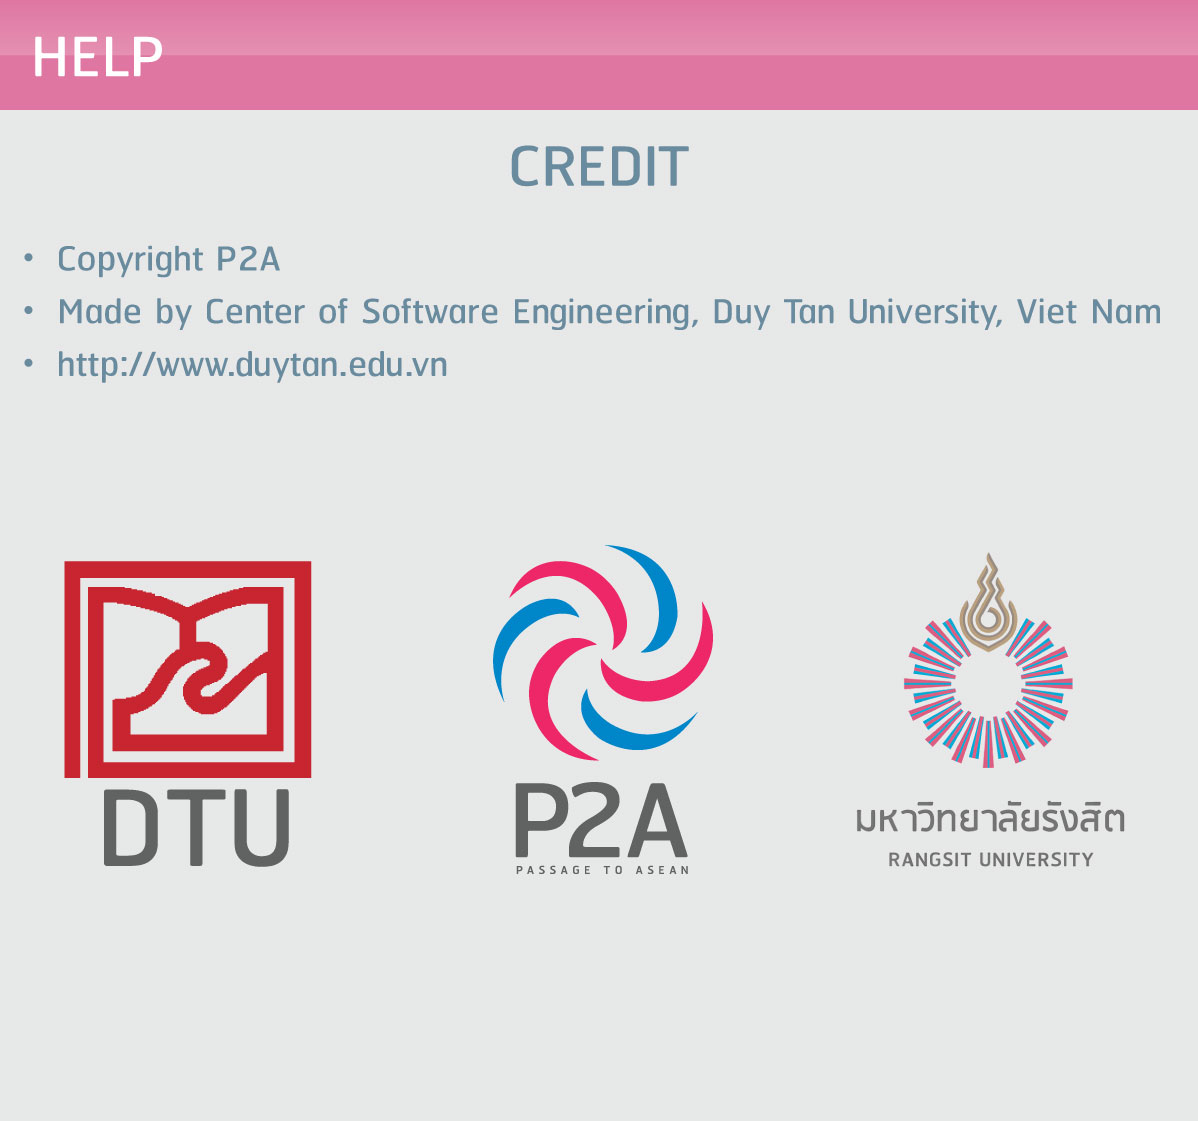 HELP
CREDIT
• Copyright P2A
• Made by Center of Software Engineering, Duy Tan University, Viet Nam
• http://www.duytan.edu.vn
DTU
P2A
PASSAGE TO ASEAN
มหาวิทยาลัยรังสิต
RANGSIT UNIVERSITY